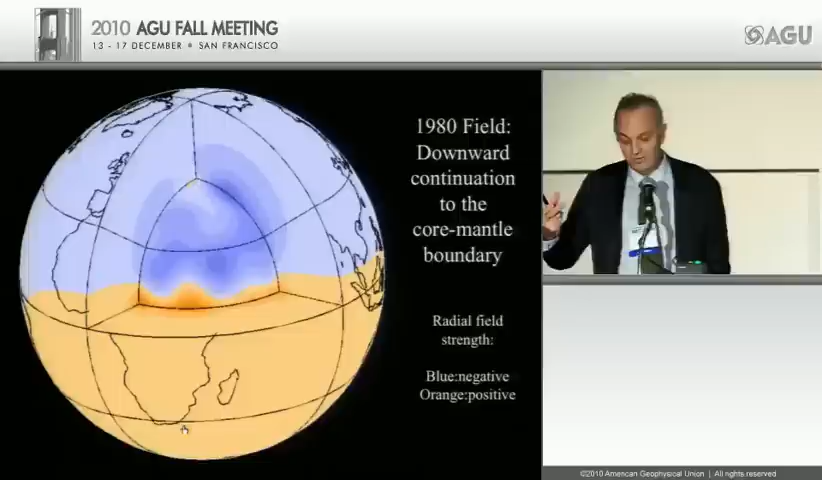 2010 AGU FALL MEETING
13 - 17 DECEMBER • SAN FRANCISCO
AGU
1980 Field:
Downward
continuation
to the
core-mantle
boundary
Radial field
strength:
Blue:negative
Orange:positive
©2010 American Geophysical Union | All rights reserved